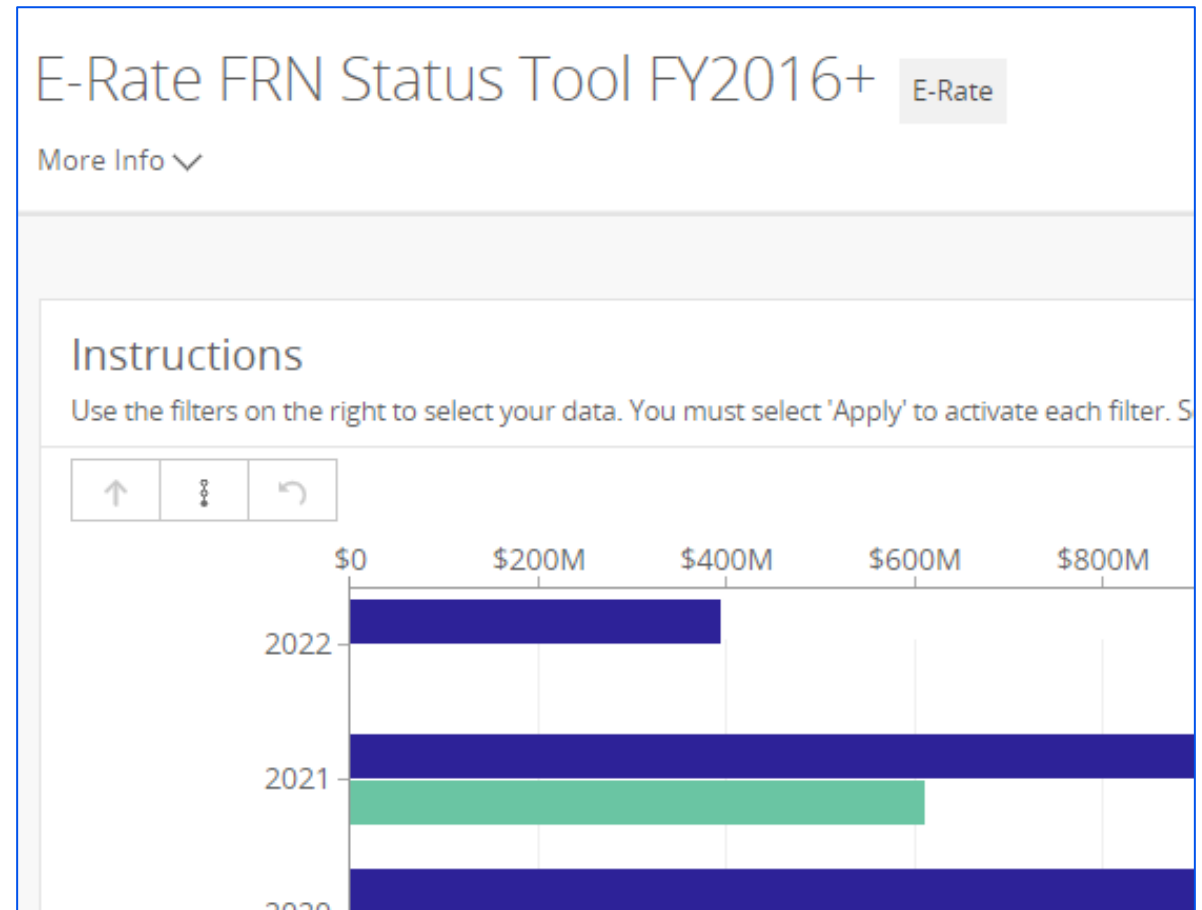 E-Rate FRN Status Tool FY2016+ E-Rate
More Info
Instructions
Use the filters on the right to select your data. You must select 'Apply' to activate each filter.
$0 $200M $400M $600M $800M
2022
2021
2020